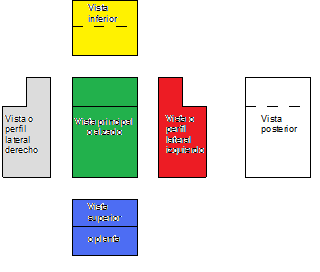 Vista
inferior
Vista o
perfil
lateral
derecho
Vista principal
o alzado
Vista o
perfil
lateral
izquierdo
Vista
posterior
Vista
superior
o planta